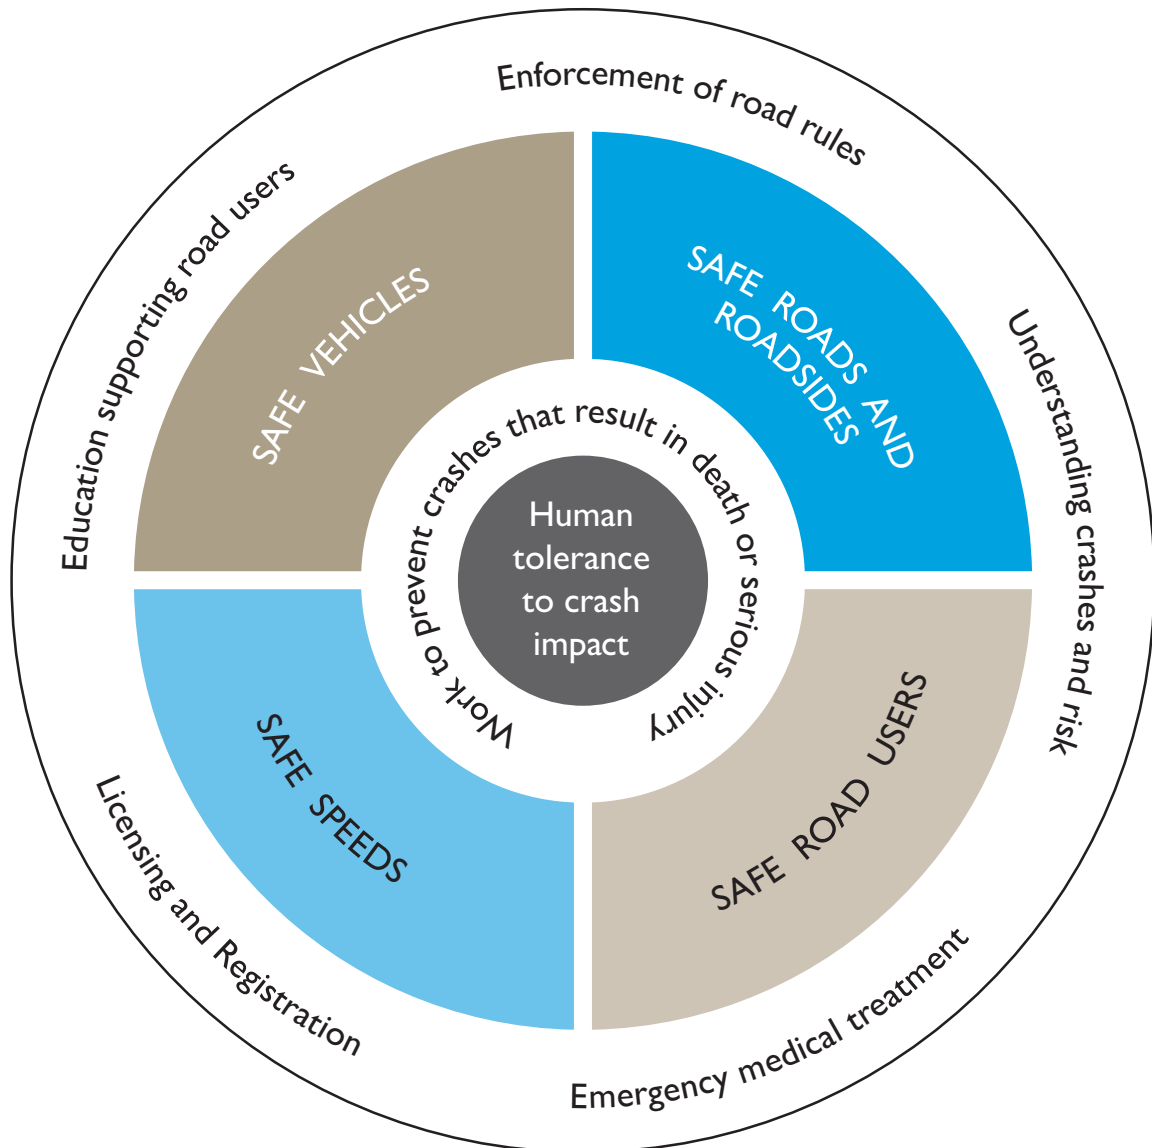 Enforcement of road rules
Understanding crashes and risk
Emergency medical treatment
Licensing and Registration
Education supporting road users
SAFE VEHICLES
SAFE ROADS AND
ROADSIDES
SAFE ROAD USERS
SAFE SPEEDS
Work to prevent crashes that result in death or serious injury
Human
tolerance
to crash
impact